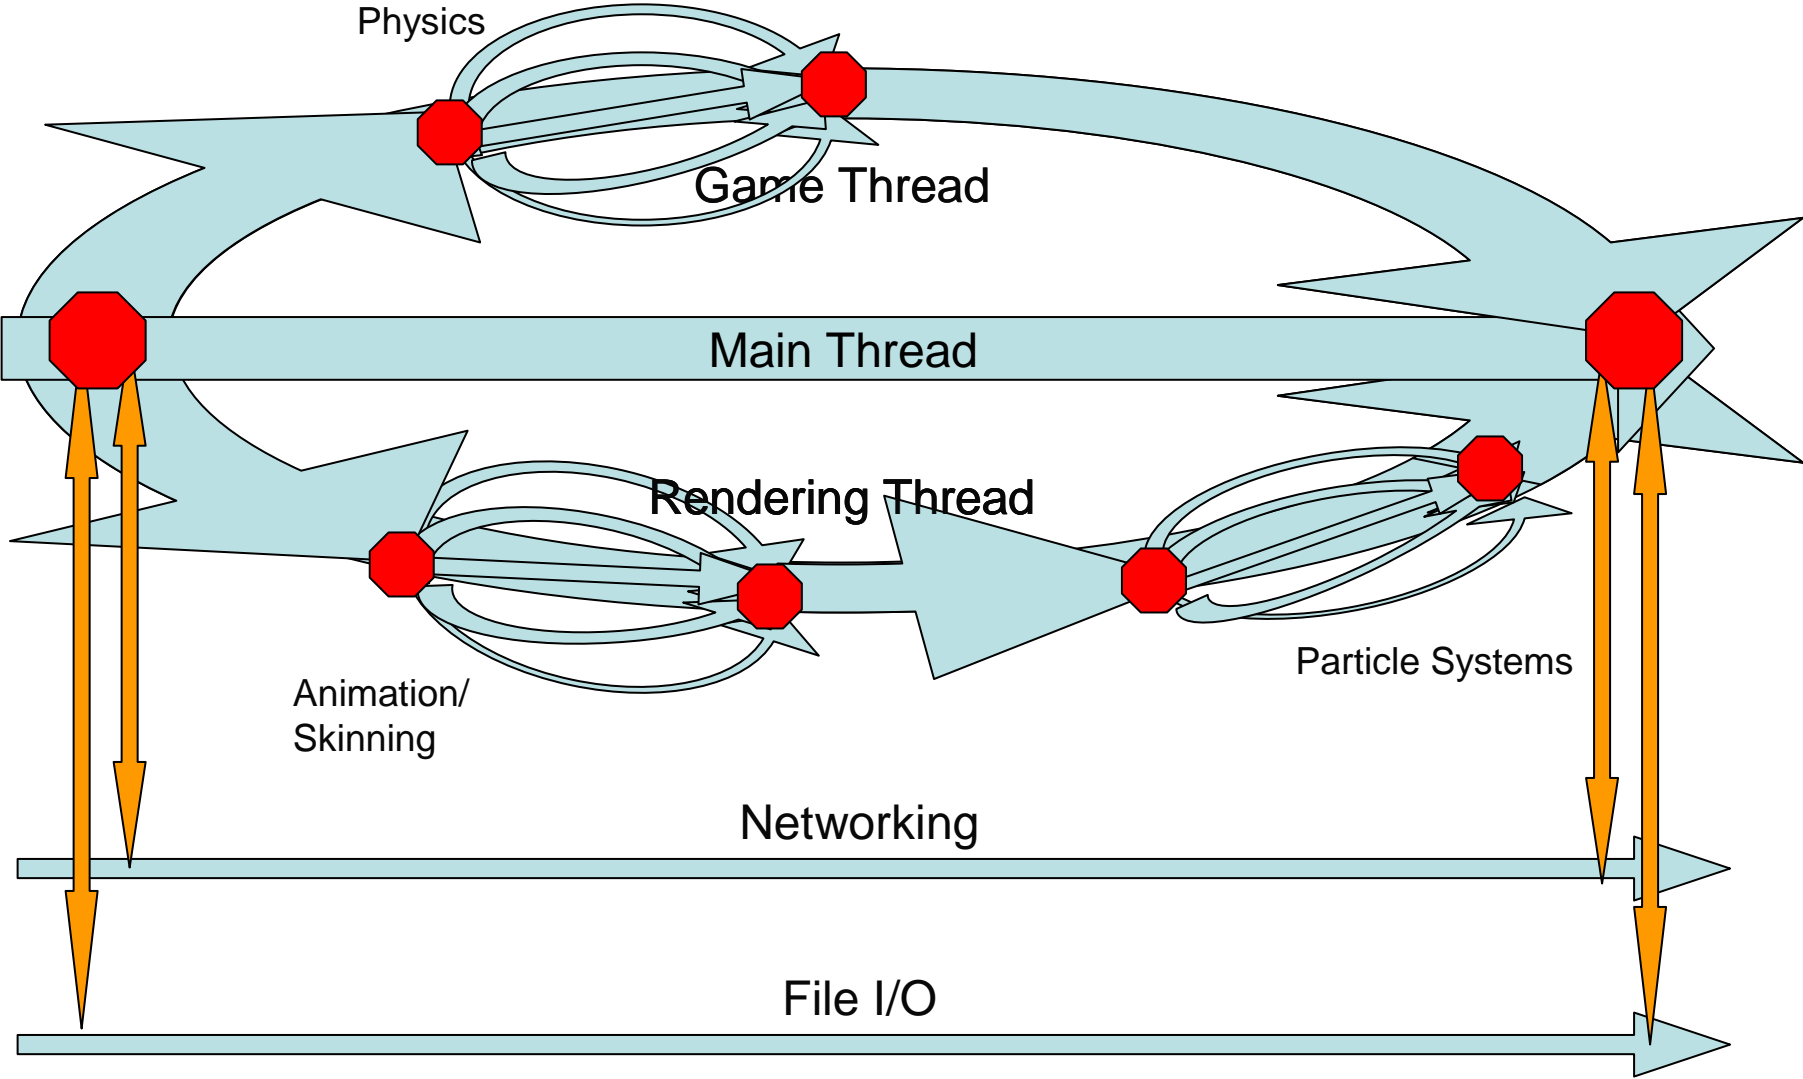 Physics
Game Thread
Main Thread
Rendering Thread
Particle Systems
Animation/
Skinning
Networking
File I/O